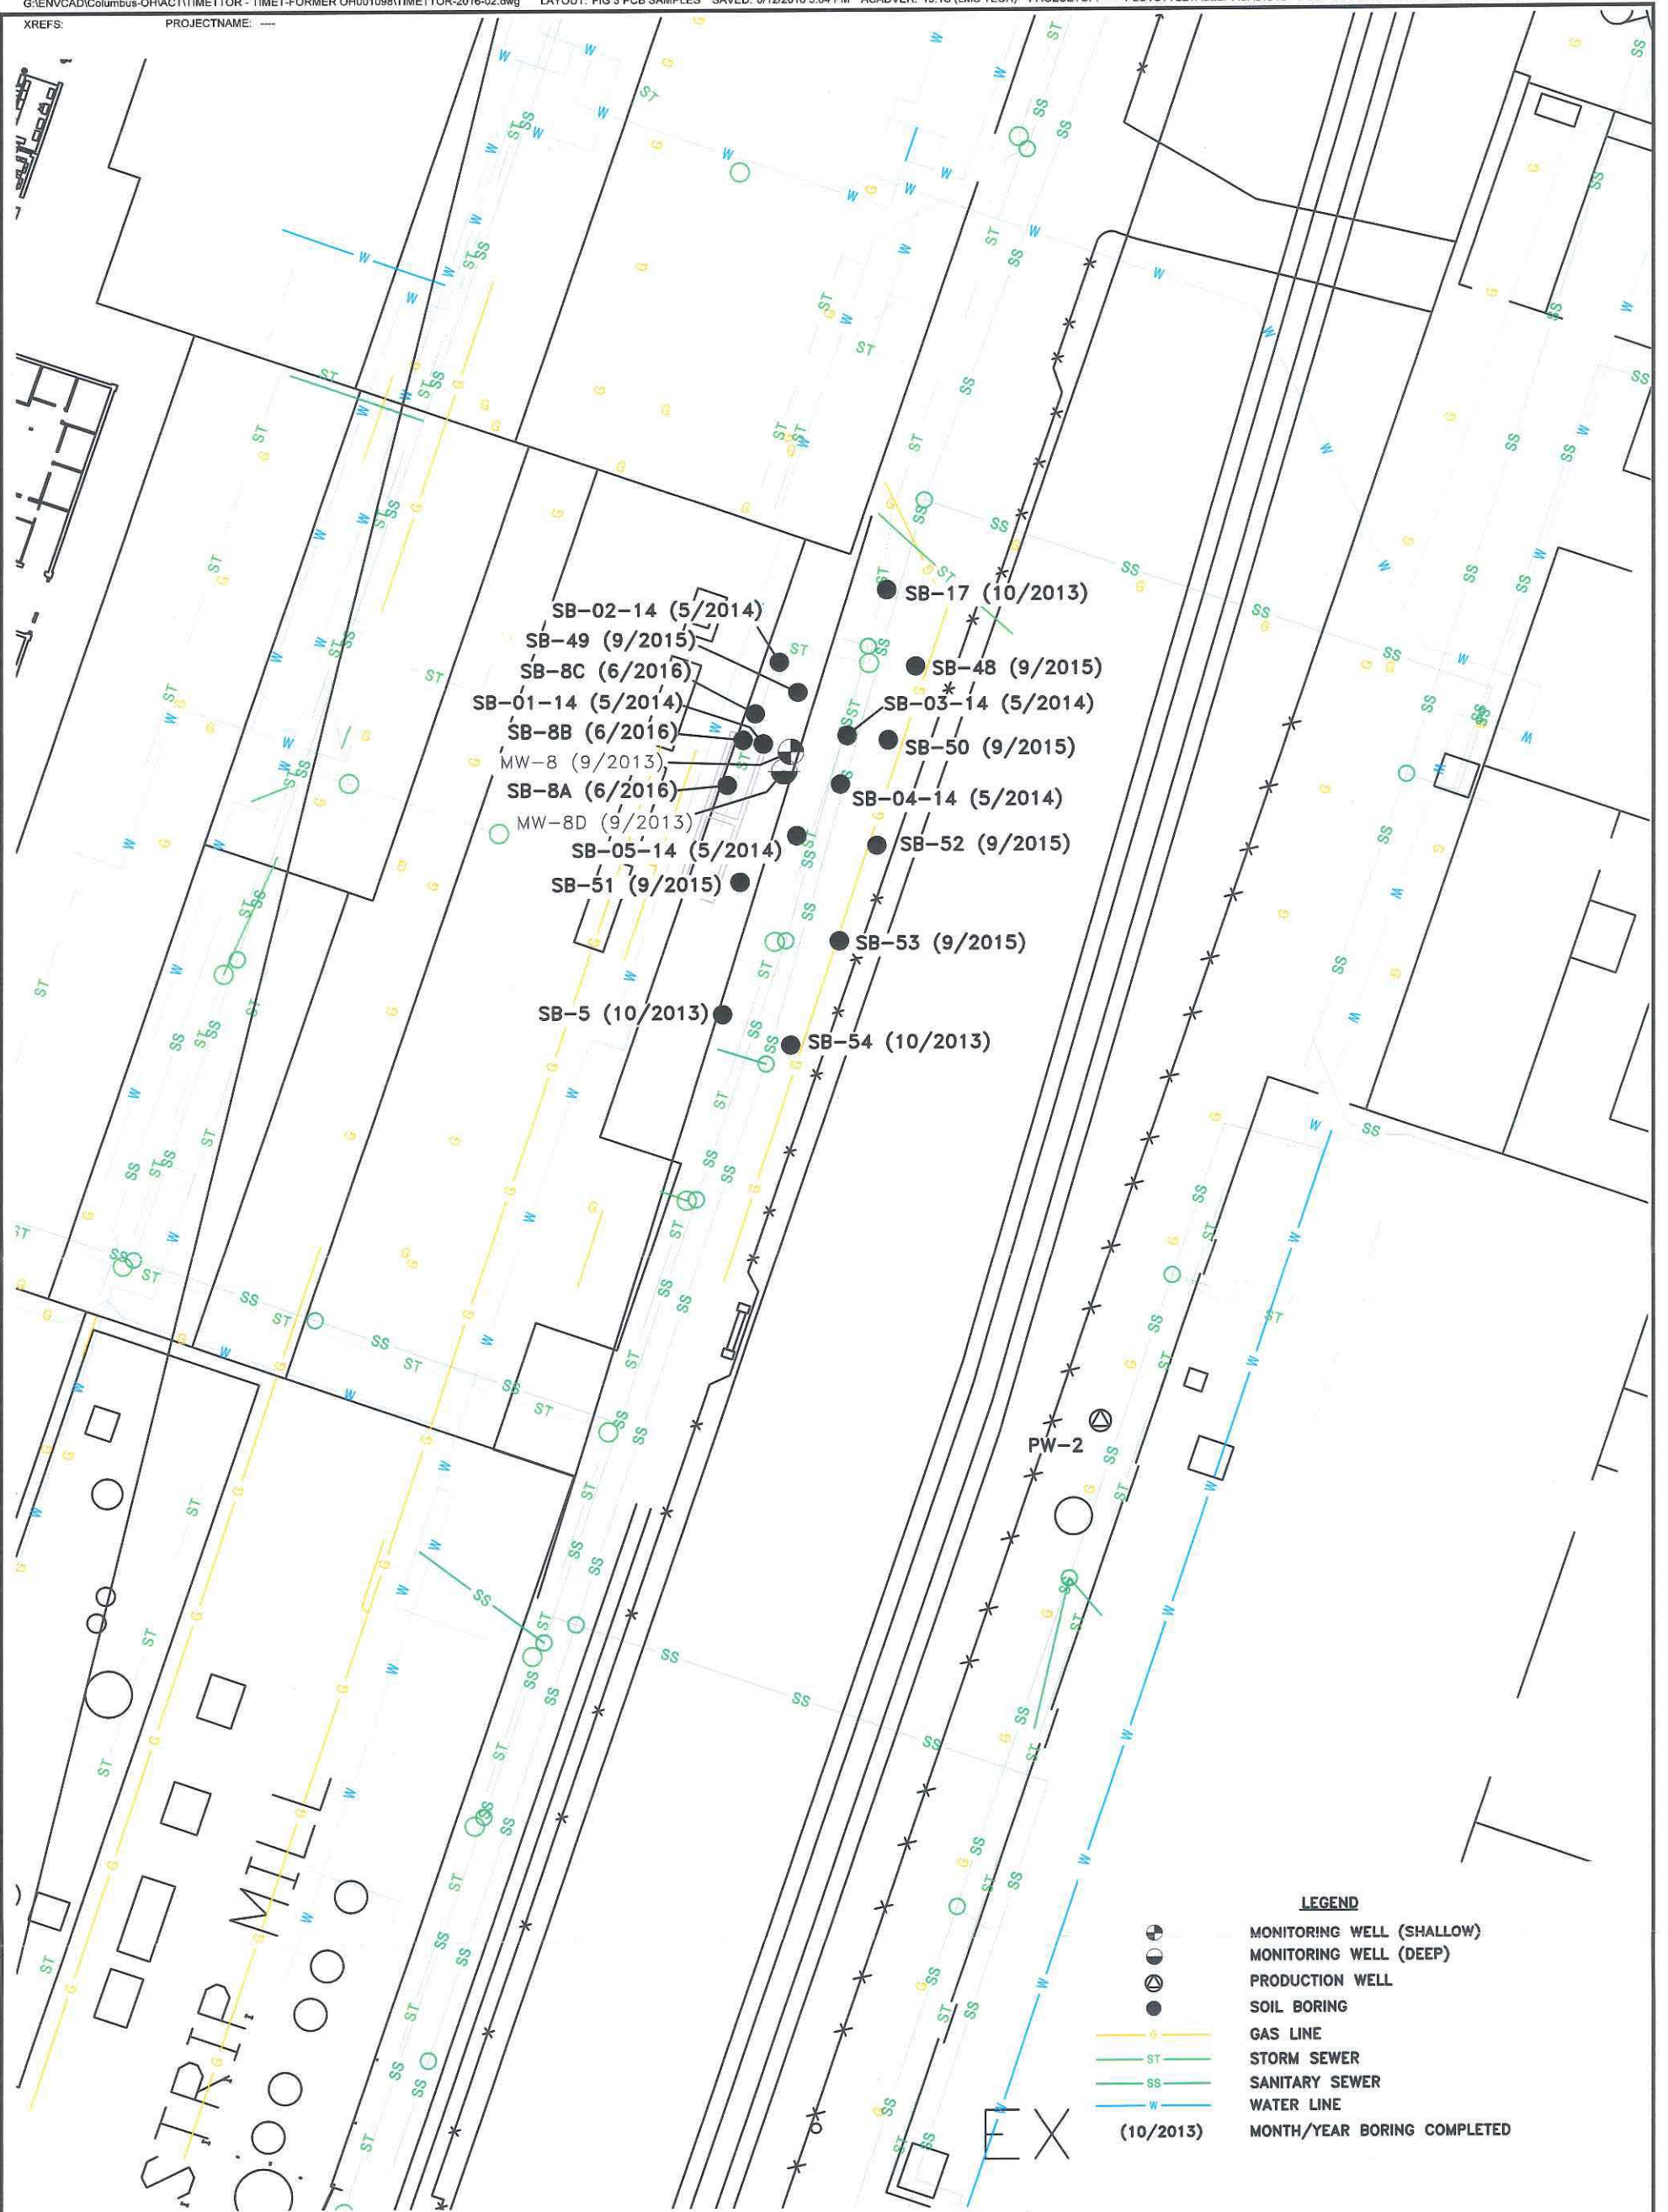 XREFS: PROJECTNAME: ----
SB-17 (10/2013)
SB-02-14 (5/2014)
SB-49 (9/2015)
SB-48 (9/2015)
SB-8C (6/2016)
SB-01-14 (5/2014)
SB-03-14 (5/2014)
SB-8B (6/2016)
SB-50 (9/2015)
MW-8 (9/2013)
SB-8A (6/2016)
SB-04-14 (5/2014)
MW-8D (9/2013)
SB-05-14 (5/2014)
SB-52 (9/2015)
SB-51 (9/2015)
SB-53 (9/2015)
SB-5 (10/2013)
SB-54 (10/2013)
PW-2
STRIP MILL
EX
LEGEND
MONITORING WELL (SHALLOW)
MONITORING WELL (DEEP)
PRODUCTION WELL
SOIL BORING
G GAS LINE
ST STORM SEWER
SS SANITARY SEWER
W WATER LINE
(10/2013) MONTH/YEAR BORING COMPLETED